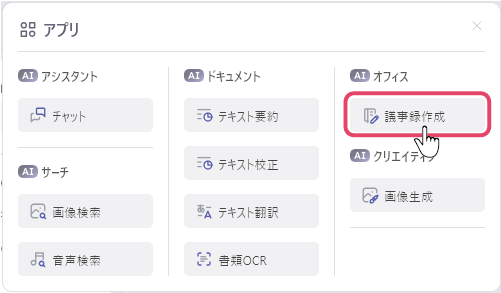 アプリ
AI アシスタント
チャット
AI サーチ
画像検索
音声検索
AI ドキュメント
テキスト要約
テキスト校正
テキスト翻訳
書類OCR
AI オフィス
議事録作成
AI クリエイティブ
画像生成